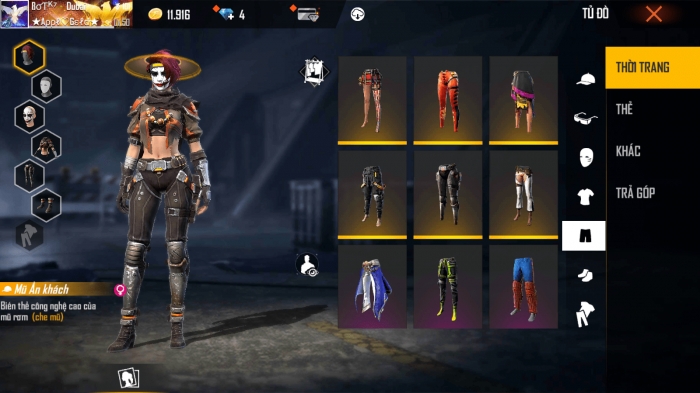 11.916
4
TỦ ĐỒ
THỜI TRANG
THẺ
KHÁC
TRẢ GÓP
Mũ Ẩn khách
Biến thể công nghệ cao của
mũ rơm (che mũ)